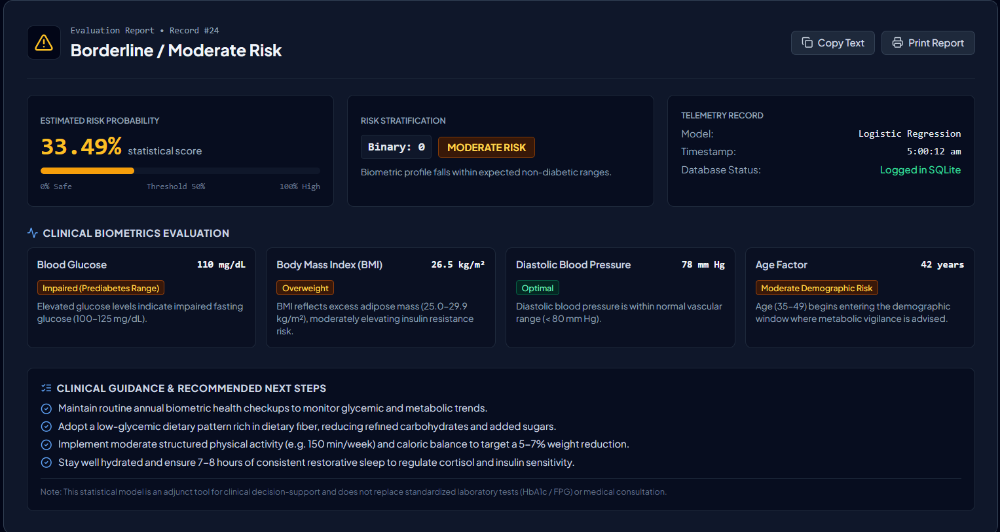 Evaluation Report • Record #24
Borderline / Moderate Risk
Copy Text
Print Report
ESTIMATED RISK PROBABILITY
33.49% statistical score
0% Safe
Threshold 50%
100% High
RISK STRATIFICATION
Binary: 0
MODERATE RISK
Biometric profile falls within expected non-diabetic ranges.
TELEMETRY RECORD
Model: Logistic Regression
Timestamp: 5:00:12 am
Database Status: Logged in SQLite
CLINICAL BIOMETRICS EVALUATION
Blood Glucose 110 mg/dL
Impaired (Prediabetes Range)
Elevated glucose levels indicate impaired fasting
glucose (100–125 mg/dL).
Body Mass Index (BMI) 26.5 kg/m²
Overweight
BMI reflects excess adipose mass (25.0–29.9
kg/m²), moderately elevating insulin resistance
risk.
Diastolic Blood Pressure 78 mm Hg
Optimal
Diastolic blood pressure is within normal vascular
range (< 80 mm Hg).
Age Factor 42 years
Moderate Demographic Risk
Age (35–49) begins entering the demographic
window where metabolic vigilance is advised.
CLINICAL GUIDANCE & RECOMMENDED NEXT STEPS
Maintain routine annual biometric health checkups to monitor glycemic and metabolic trends.
Adopt a low-glycemic dietary pattern rich in dietary fiber, reducing refined carbohydrates and added sugars.
Implement moderate structured physical activity (e.g. 150 min/week) and caloric balance to target a 5–7% weight reduction.
Stay well hydrated and ensure 7–8 hours of consistent restorative sleep to regulate cortisol and insulin sensitivity.
Note: This statistical model is an adjunct tool for clinical decision-support and does not replace standardized laboratory tests (HbA1c / FPG) or medical consultation.